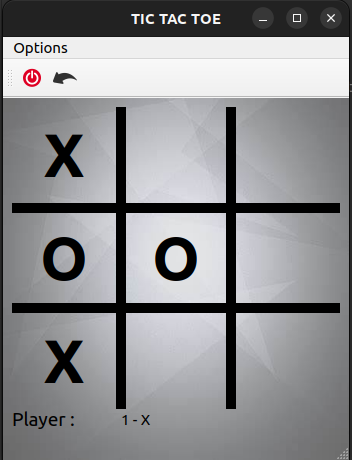 TIC TAC TOE
Options
X
O O
X
Player : 1 - X